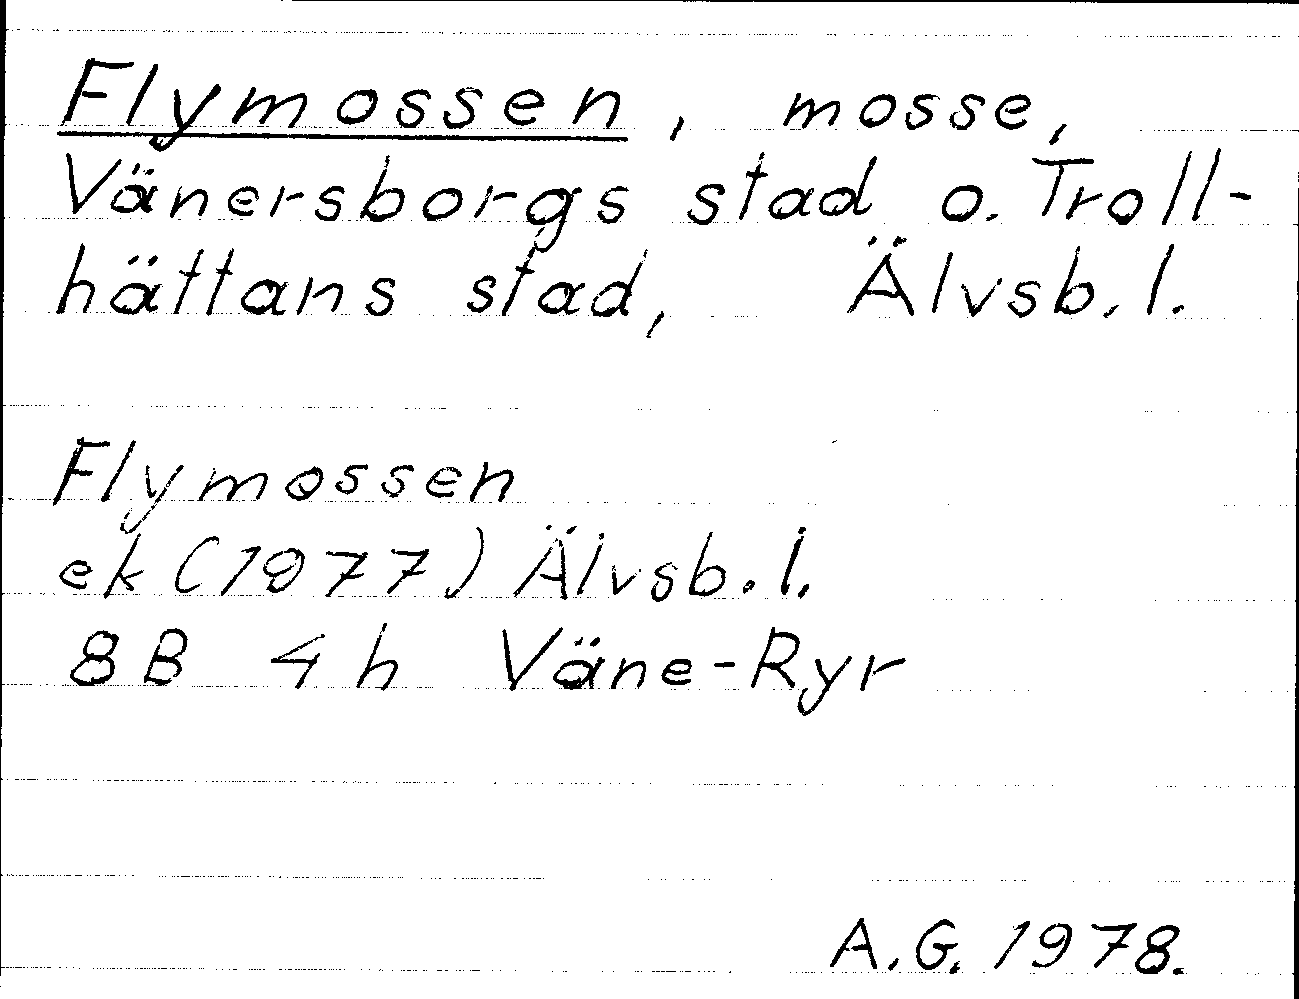 Flymossen, mosse,
Vänersborgs stad o. Troll-
hättans stad, Älvsb. l.
Flymossen
ek (1977) Älvsb. l.
8B 4h Väne-Ryr
A.G. 1978.